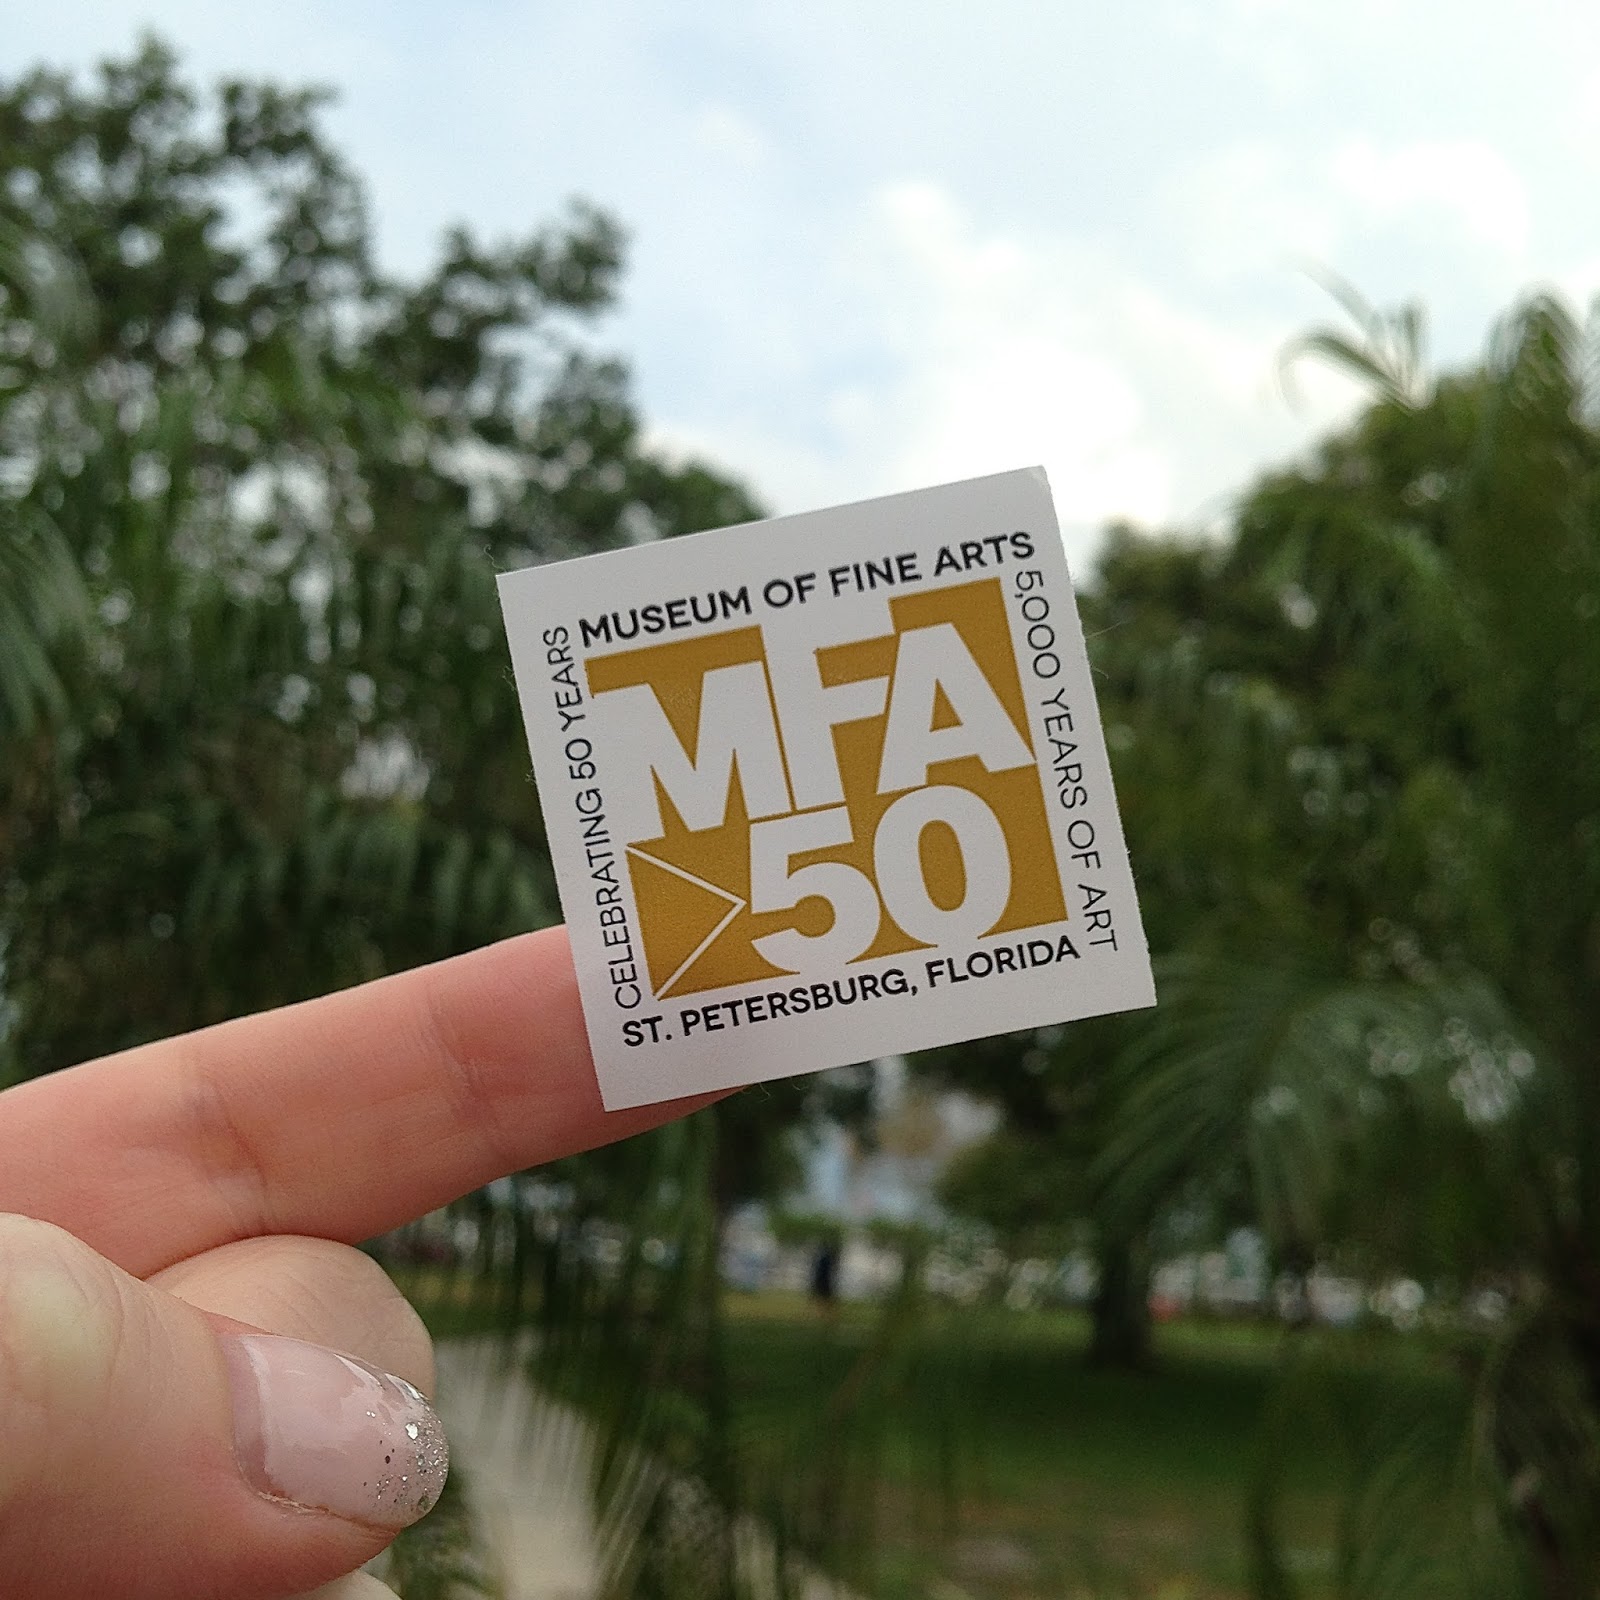 MUSEUM OF FINE ARTS
CELEBRATING 50 YEARS
MFA
50
5,000 YEARS OF ART
ST. PETERSBURG, FLORIDA